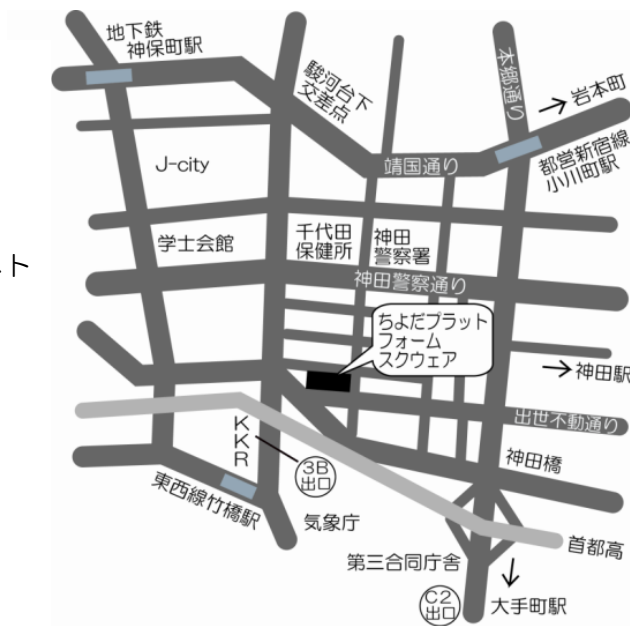 地下鉄
神保町駅
駿河台下
交差点
本郷通り
岩本町
都営新宿線
小川町駅
靖国通り
J-city
学士会館
千代田
保健所
神田
警察署
神田警察通り
ちよだプラット
フォーム
スクウェア
神田駅
出世不動通り
神田橋
KKR
3B
出口
東西線竹橋駅
気象庁
首都高
第三合同庁舎
C2
出口
大手町駅
ト